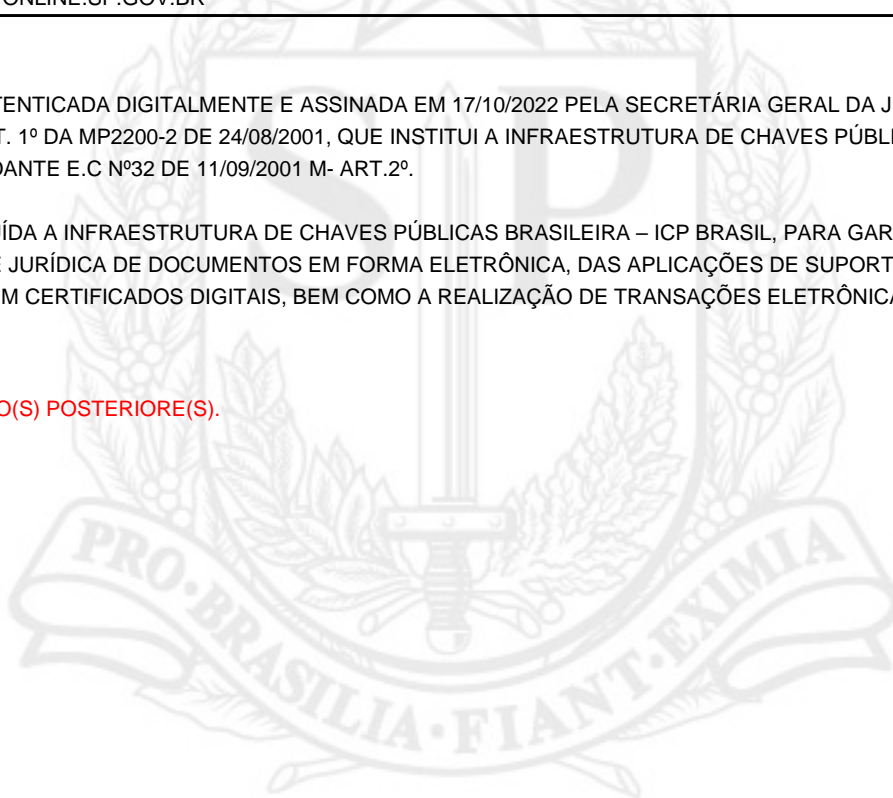 ONLINE.SP.GOV.BR
TENTICADA DIGITALMENTE E ASSINADA EM 17/10/2022 PELA SECRETÁRIA GERAL DA J
T. 1º DA MP2200-2 DE 24/08/2001, QUE INSTITUI A INFRAESTRUTURA DE CHAVES PÚBL
DANTE E.C Nº32 DE 11/09/2001 M- ART.2º.
ÍDA A INFRAESTRUTURA DE CHAVES PÚBLICAS BRASILEIRA – ICP BRASIL, PARA GAR
E JURÍDICA DE DOCUMENTOS EM FORMA ELETRÔNICA, DAS APLICAÇÕES DE SUPORT
M CERTIFICADOS DIGITAIS, BEM COMO A REALIZAÇÃO DE TRANSAÇÕES ELETRÔNICA
O(S) POSTERIORE(S).
SP
PRO·BRASILIA·FIANT·EXIMIA